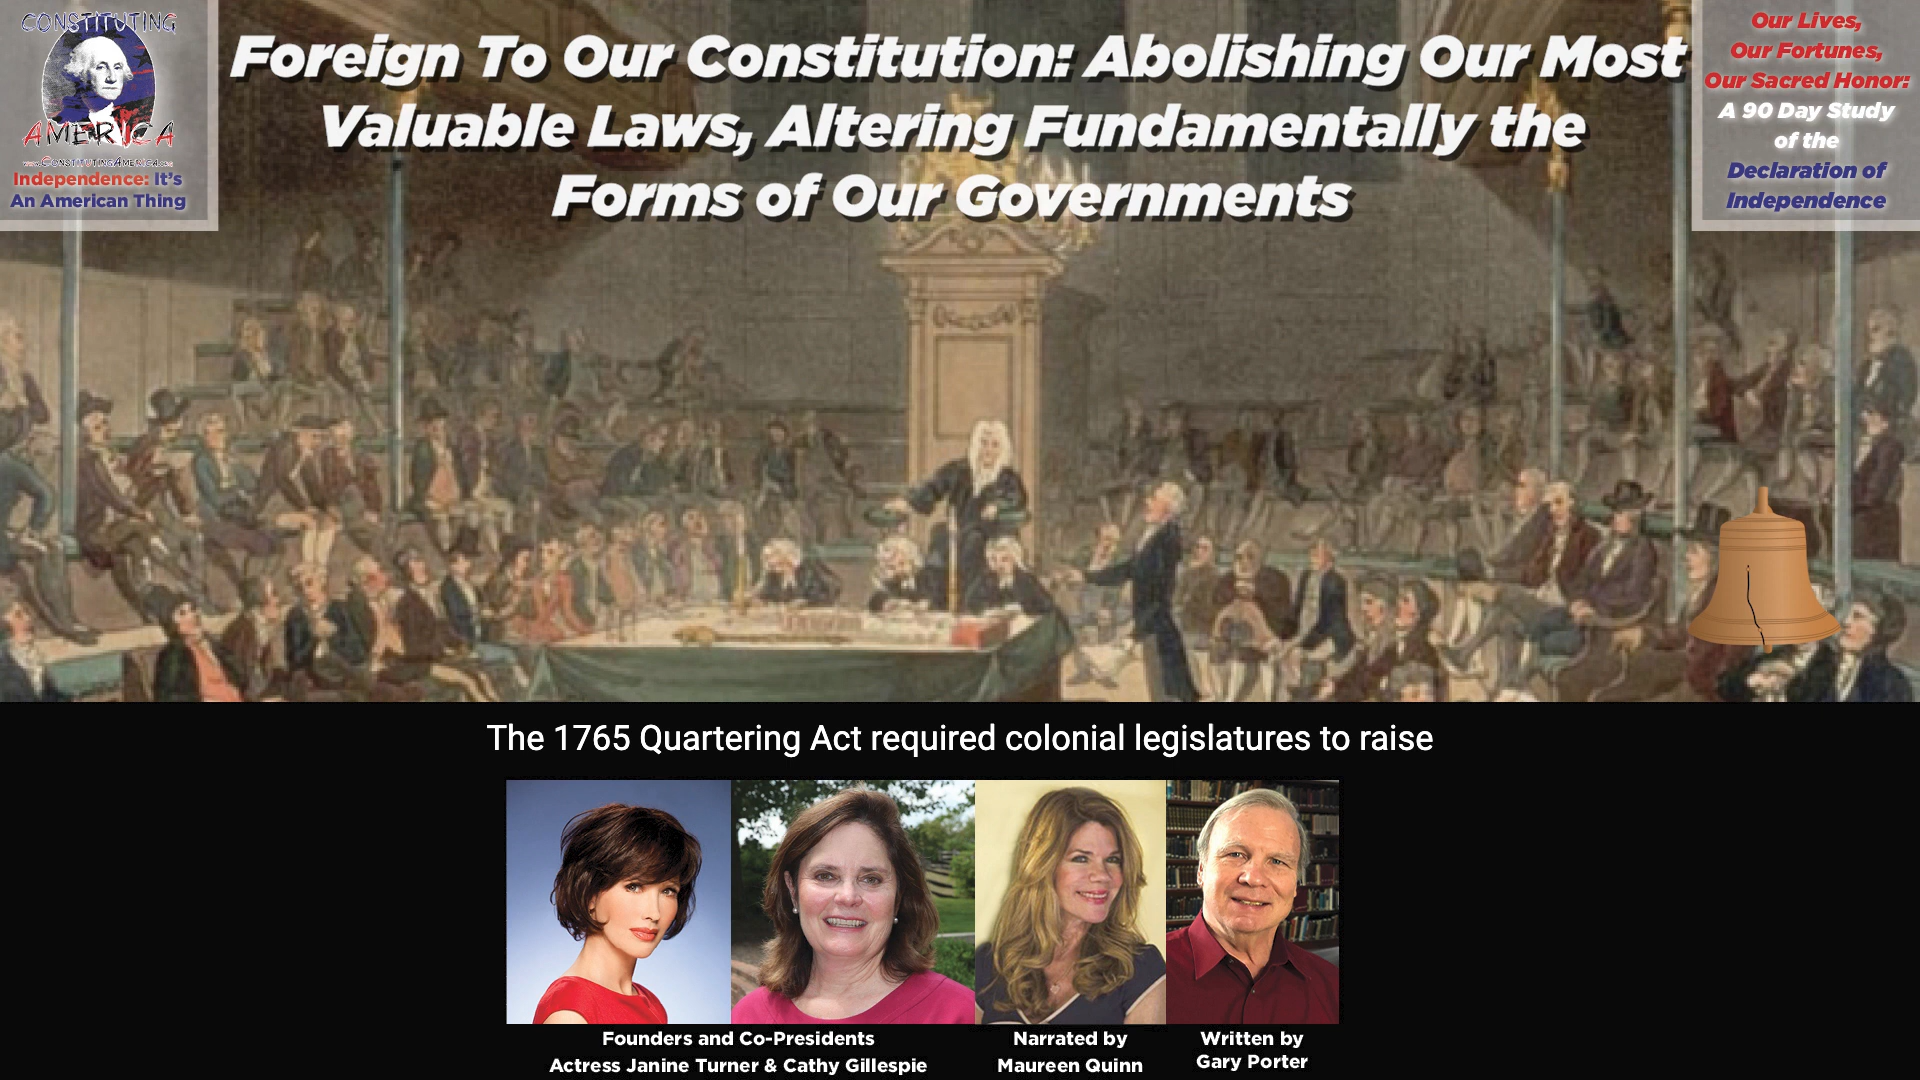 CONSTITUTING
AMERICA
www.ConstitutingAmerica.org
Independence: It's
An American Thing
Foreign To Our Constitution: Abolishing Our Most
Valuable Laws, Altering Fundamentally the
Forms of Our Governments
Our Lives,
Our Fortunes,
Our Sacred Honor:
A 90 Day Study
of the
Declaration of
Independence
The 1765 Quartering Act required colonial legislatures to raise
Founders and Co-Presidents
Actress Janine Turner & Cathy Gillespie
Narrated by
Maureen Quinn
Written by
Gary Porter